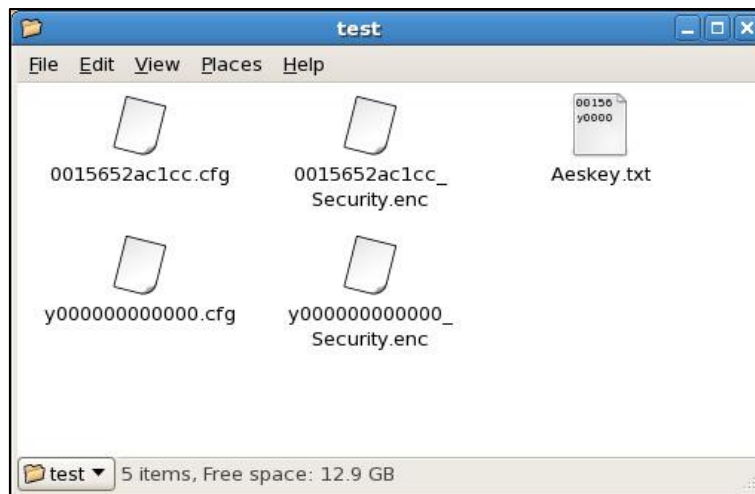 test
File Edit View Places Help
0015652ac1cc.cfg
0015652ac1cc_
Security.enc
00156
y0000
Aeskey.txt
y000000000000.cfg
y000000000000_
Security.enc
test 5 items, Free space: 12.9 GB